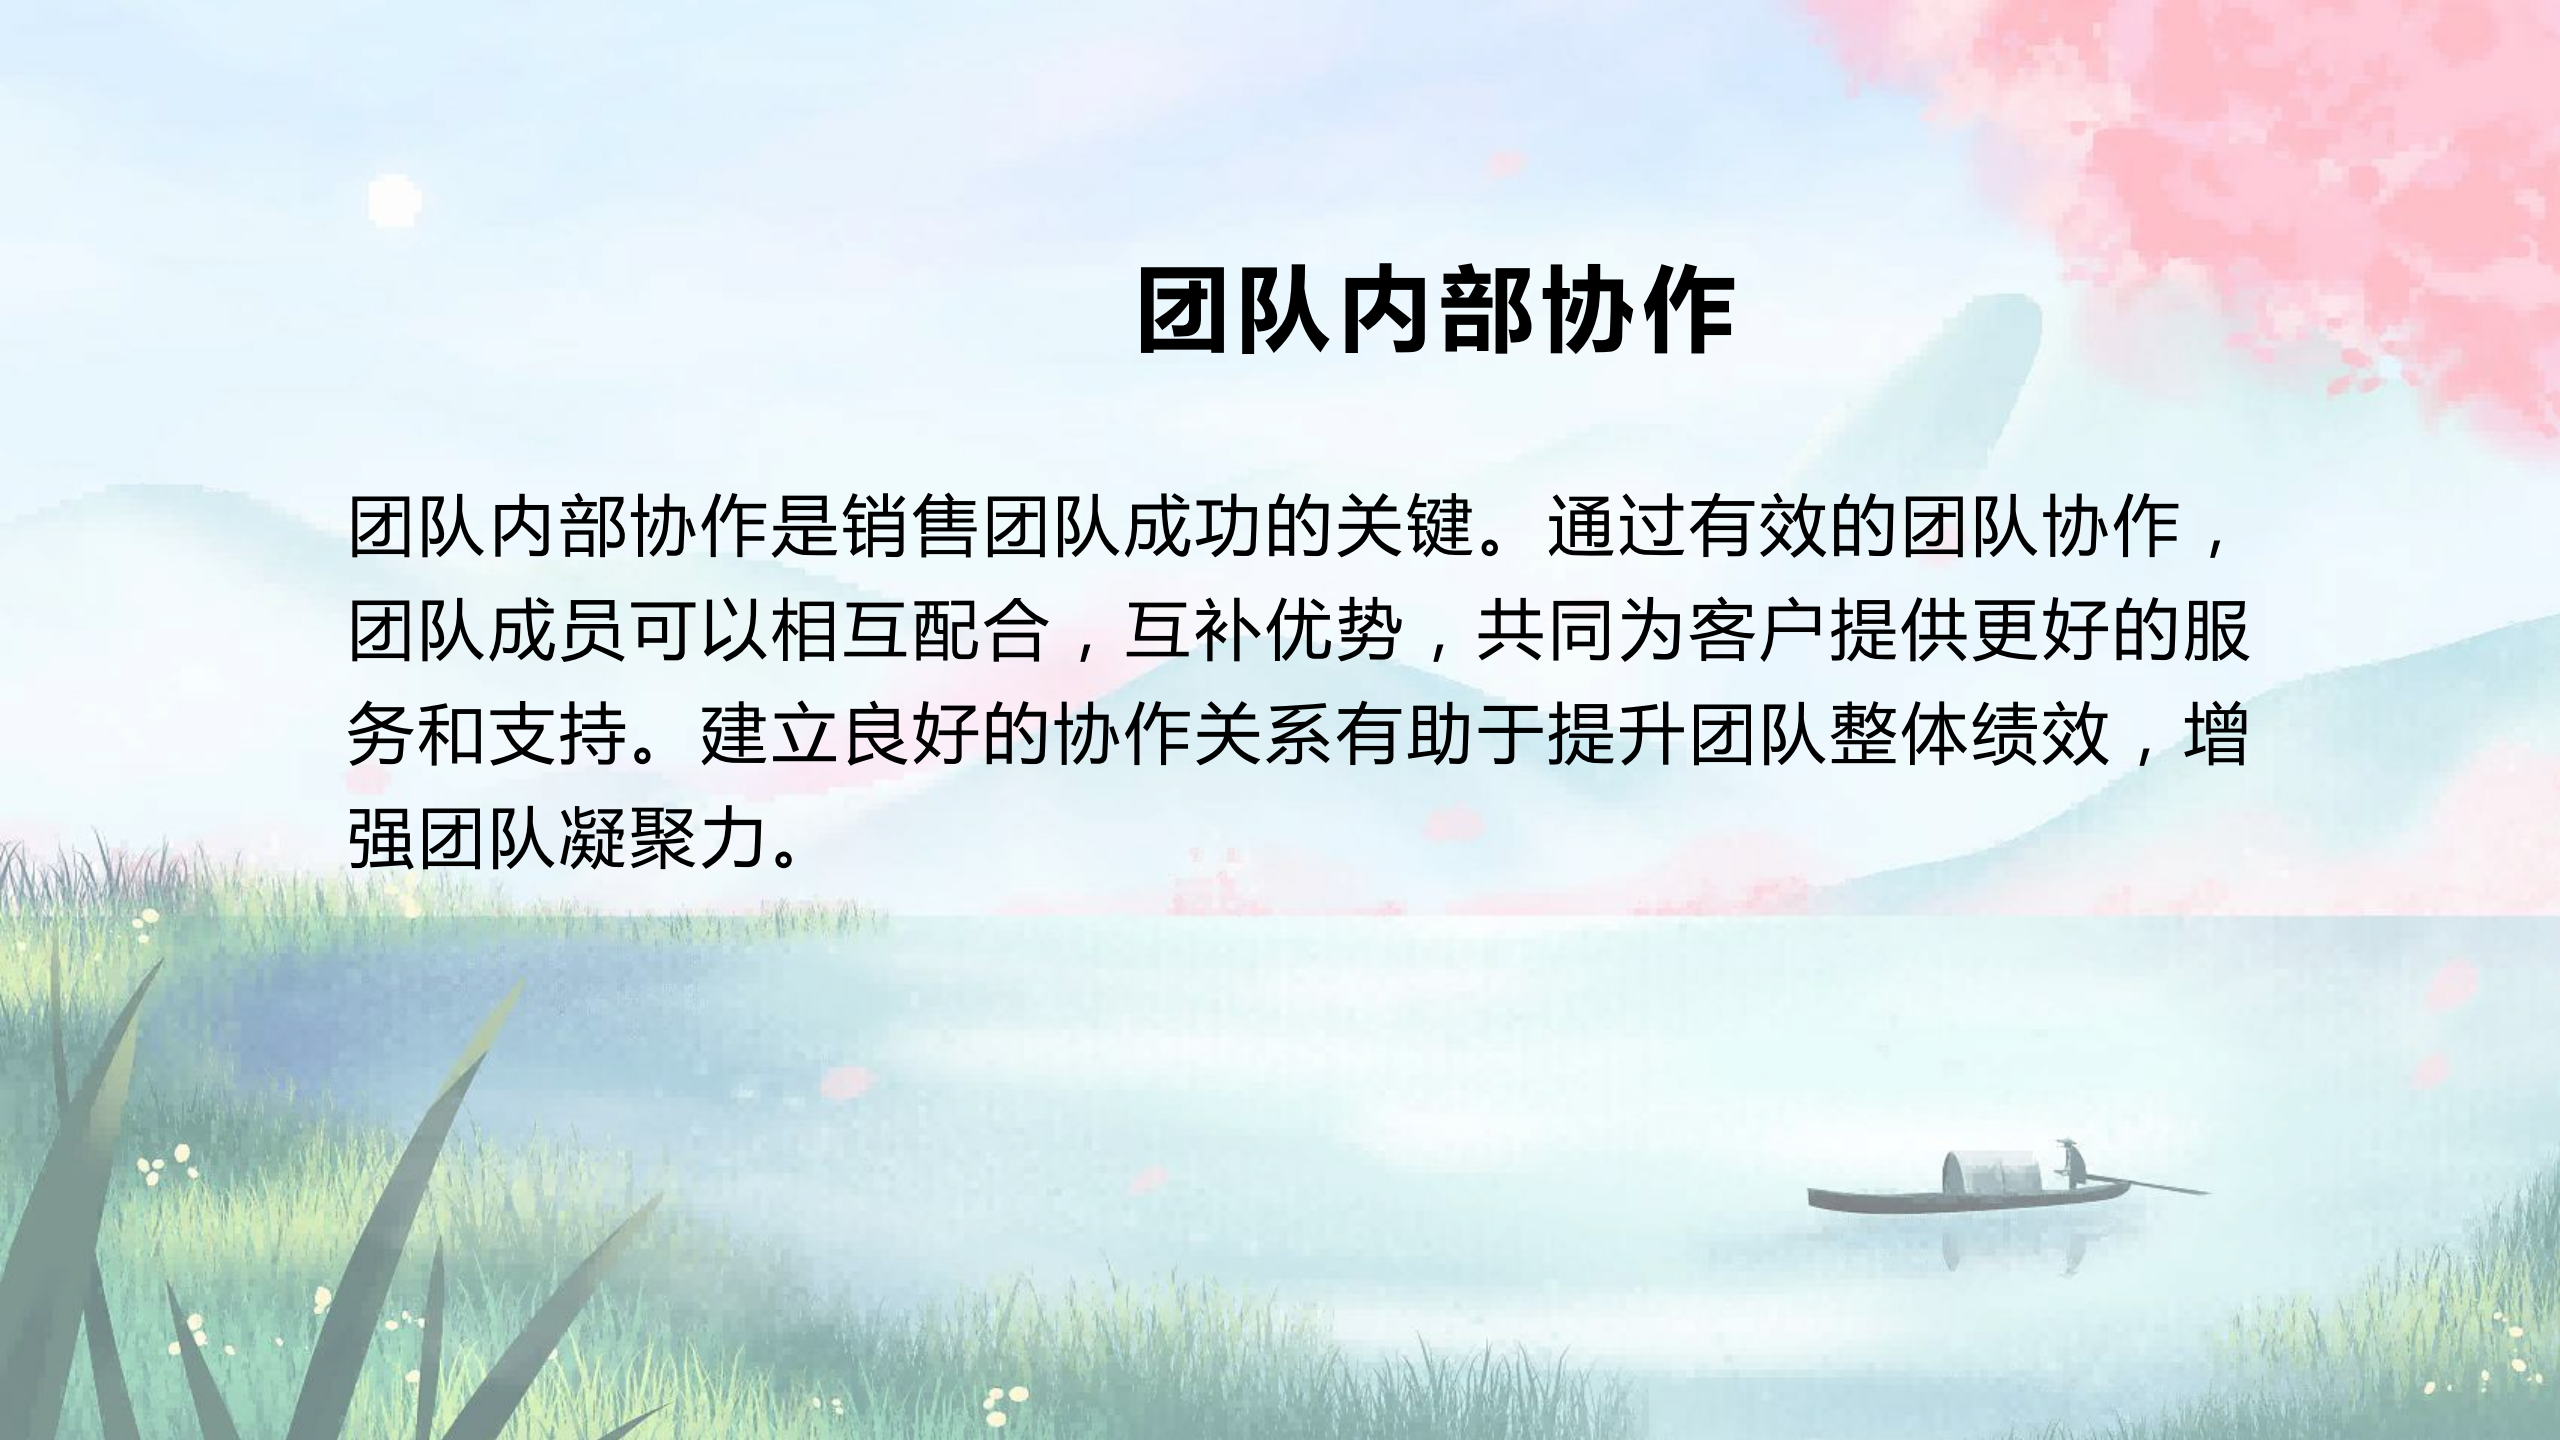 团队内部协作
团队内部协作是销售团队成功的关键。通过有效的团队协作，
团队成员可以相互配合，互补优势，共同为客户提供更好的服
务和支持。建立良好的协作关系有助于提升团队整体绩效，增
强团队凝聚力。